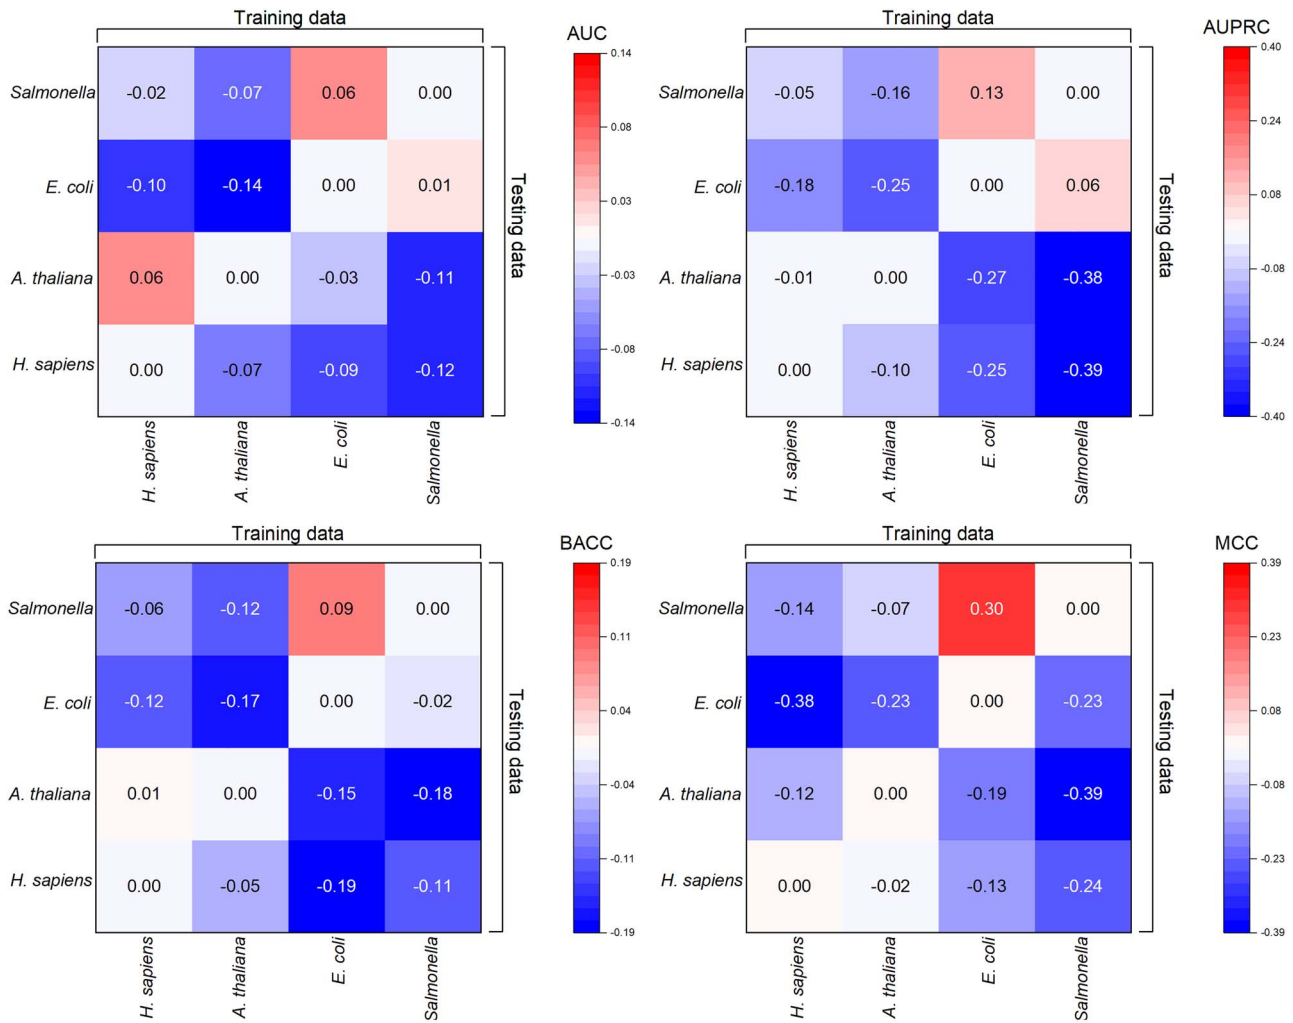 Training data
AUC
0.14
0.08
0.03
-0.03
-0.08
-0.14
Salmonella -0.02 -0.07 0.06 0.00
E. coli -0.10 -0.14 0.00 0.01
A. thaliana 0.06 0.00 -0.03 -0.11
H. sapiens 0.00 -0.07 -0.09 -0.12
Testing data
H. sapiens
A. thaliana
E. coli
Salmonella
Training data
AUPRC
0.40
0.24
0.08
-0.08
-0.24
-0.40
-0.05 -0.16 0.13 0.00
E. coli -0.18 -0.25 0.00 0.06
A. thaliana -0.01 0.00 -0.27 -0.38
H. sapiens 0.00 -0.10 -0.25 -0.39
Salmonella
Testing data
H. sapiens
A. thaliana
E. coli
Salmonella
Training data
BACC
0.19
0.11
0.04
-0.04
-0.11
-0.19
Salmonella -0.06 -0.12 0.09 0.00
E. coli -0.12 -0.17 0.00 -0.02
A. thaliana 0.01 0.00 -0.15 -0.18
H. sapiens 0.00 -0.05 -0.19 -0.11
Testing data
H. sapiens
A. thaliana
E. coli
Salmonella
Training data
MCC
0.39
0.23
0.08
-0.08
-0.23
-0.39
Salmonella -0.14 -0.07 0.30 0.00
E. coli -0.38 -0.23 0.00 -0.23
A. thaliana -0.12 0.00 -0.19 -0.39
H. sapiens 0.00 -0.02 -0.13 -0.24
Testing data
H. sapiens
A. thaliana
E. coli
Salmonella